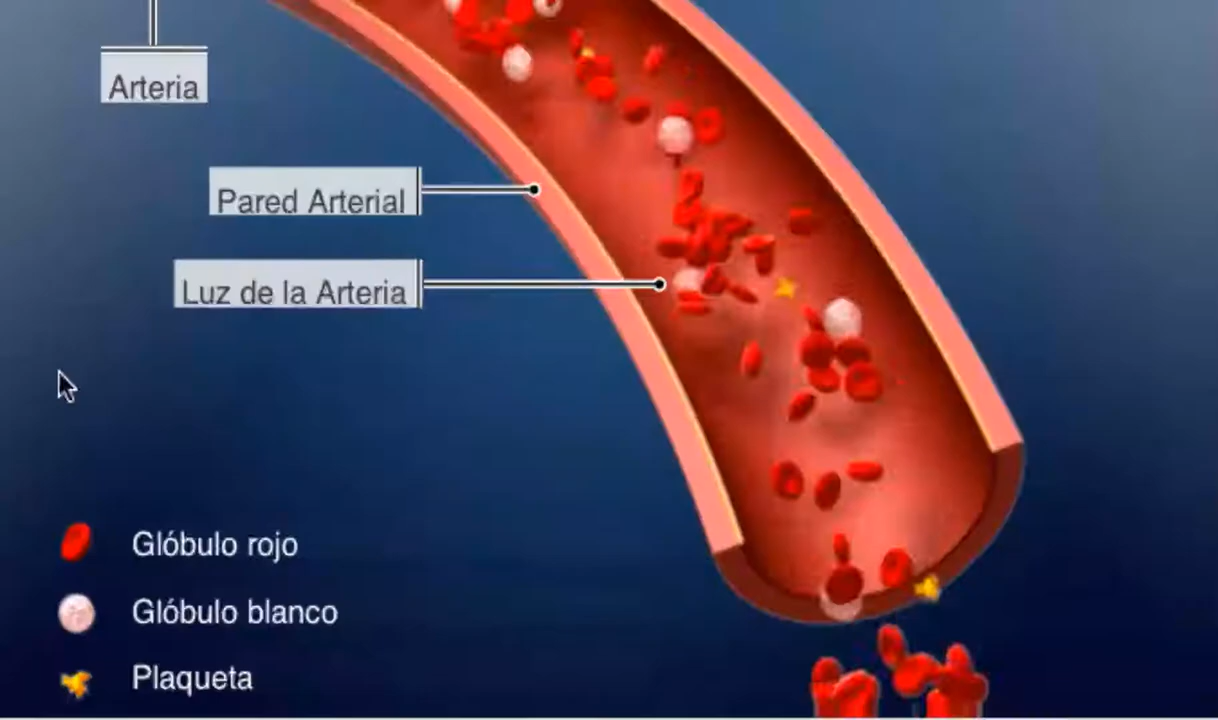 Arteria
Pared Arterial
Luz de la Arteria
Glóbulo rojo
Glóbulo blanco
Plaqueta